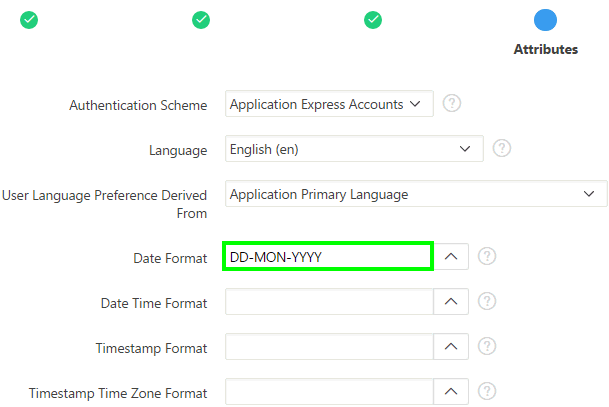 Attributes
Authentication Scheme Application Express Accounts ?
Language English (en) ?
User Language Preference Derived
From Application Primary Language
Date Format DD-MON-YYYY ?
Date Time Format ?
Timestamp Format ?
Timestamp Time Zone Format ?